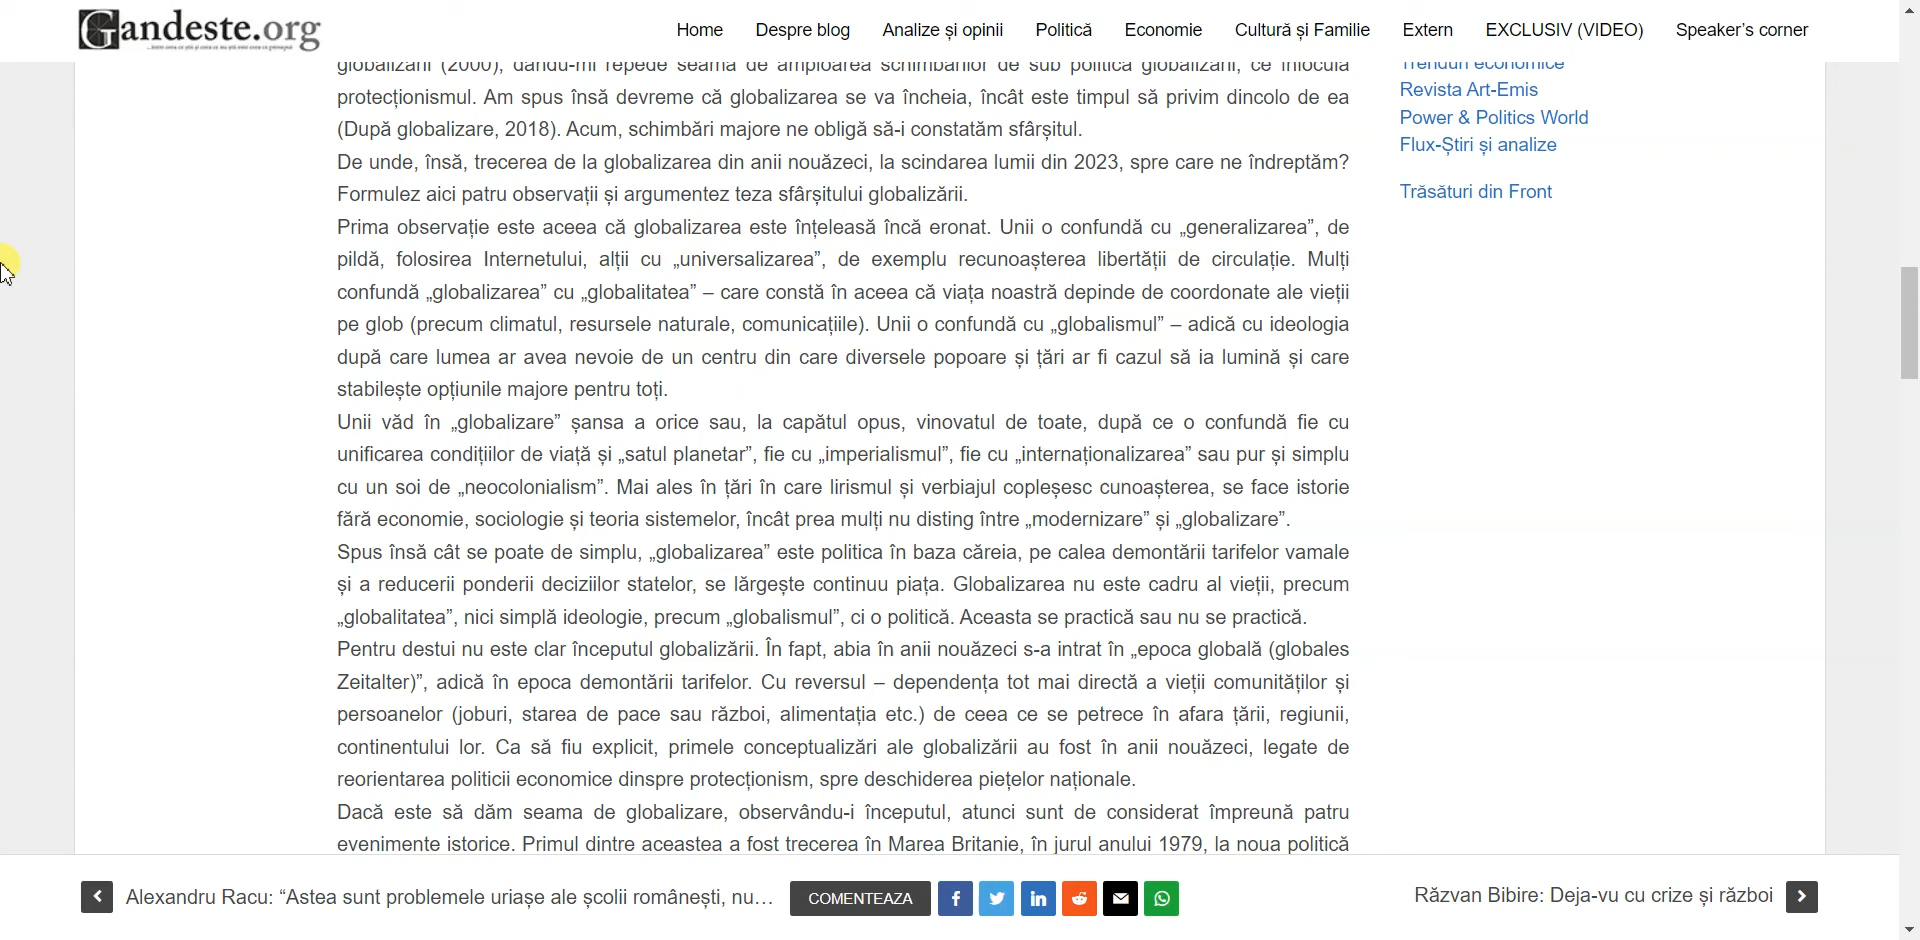 Gandeste.org
Home Despre blog Analize și opinii Politică Economie Cultură și Familie Extern EXCLUSIV (VIDEO) Speaker’s corner
globalizării (2000), dându-mi repede seama de amploarea schimbărilor de sub politica globalizării, ce înlocuia
protecționismul. Am spus însă devreme că globalizarea se va încheia, încât este timpul să privim dincolo de ea
(După globalizare, 2018). Acum, schimbări majore ne obligă să-i constatăm sfârșitul.
De unde, însă, trecerea de la globalizarea din anii nouăzeci, la scindarea lumii din 2023, spre care ne îndreptăm?
Formulez aici patru observații și argumentez teza sfârșitului globalizării.
Prima observație este aceea că globalizarea este înțeleasă încă eronat. Unii o confundă cu „generalizarea”, de
pildă, folosirea Internetului, alții cu „universalizarea”, de exemplu recunoașterea libertății de circulație. Mulți
confundă „globalizarea” cu „globalitatea” – care constă în aceea că viața noastră depinde de coordonate ale vieții
pe glob (precum climatul, resursele naturale, comunicațiile). Unii o confundă cu „globalismul” – adică cu ideologia
după care lumea ar avea nevoie de un centru din care diversele popoare și țări ar fi cazul să ia lumină și care
stabilește opțiunile majore pentru toți.
Unii văd în „globalizare” șansa a orice sau, la capătul opus, vinovatul de toate, după ce o confundă fie cu
unificarea condițiilor de viață și „satul planetar”, fie cu „imperialismul”, fie cu „internaționalizarea” sau pur și simplu
cu un soi de „neocolonialism”. Mai ales în țări în care lirismul și verbiajul copleșesc cunoașterea, se face istorie
fără economie, sociologie și teoria sistemelor, încât prea mulți nu disting între „modernizare” și „globalizare”.
Spus însă cât se poate de simplu, „globalizarea” este politica în baza căreia, pe calea demontării tarifelor vamale
și a reducerii ponderii deciziilor statelor, se lărgește continuu piața. Globalizarea nu este cadru al vieții, precum
„globalitatea”, nici simplă ideologie, precum „globalismul”, ci o politică. Aceasta se practică sau nu se practică.
Pentru destui nu este clar începutul globalizării. În fapt, abia în anii nouăzeci s-a intrat în „epoca globală (globales
Zeitalter)”, adică în epoca demontării tarifelor. Cu reversul – dependența tot mai directă a vieții comunităților și
persoanelor (joburi, starea de pace sau război, alimentația etc.) de ceea ce se petrece în afara țării, regiunii,
continentului lor. Ca să fiu explicit, primele conceptualizări ale globalizării au fost în anii nouăzeci, legate de
reorientarea politicii economice dinspre protecționism, spre deschiderea piețelor naționale.
Dacă este să dăm seama de globalizare, observându-i începutul, atunci sunt de considerat împreună patru
evenimente istorice. Primul dintre aceastea a fost trecerea în Marea Britanie, în jurul anului 1979, la noua politică
Trenduri economice
Revista Art-Emis
Power & Politics World
Flux-Știri și analize
Trăsături din Front
Alexandru Racu: “Astea sunt problemele uriașe ale școlii românești, nu...
COMENTEAZA
Răzvan Bibire: Deja-vu cu crize și război